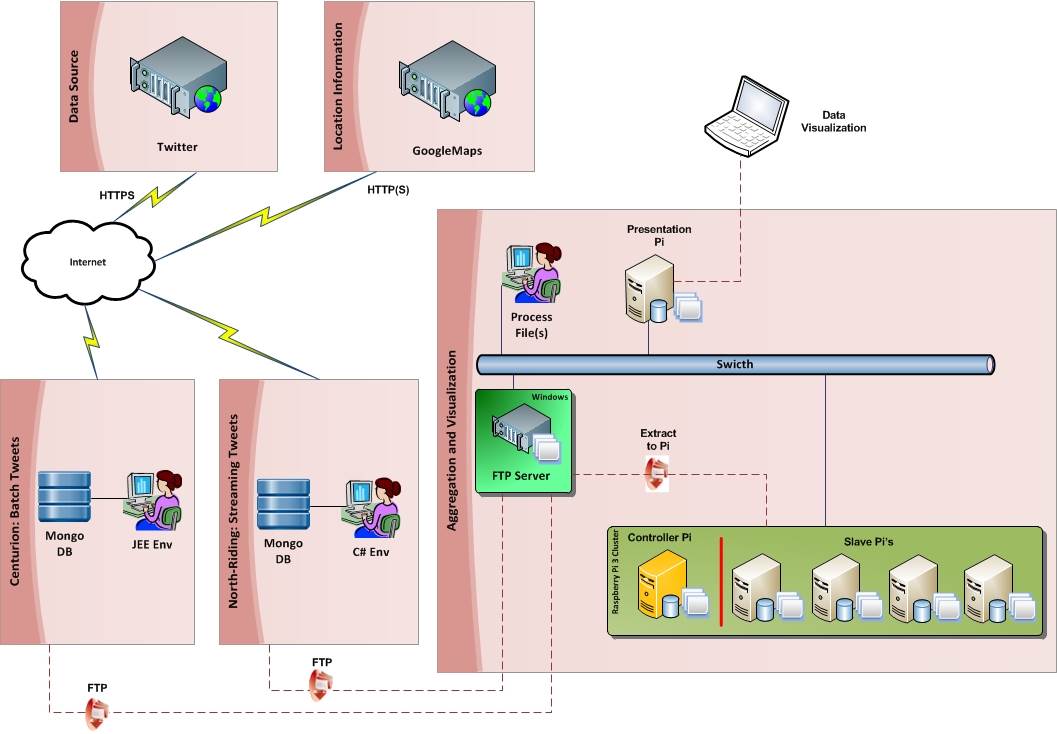 Data Source
Twitter
Location Information
GoogleMaps
HTTPS
HTTP(S)
Internet
Data
Visualization
Presentation
Pi
Process
File(s)
Swicth
Aggregation and Visualization
Windows
FTP Server
Extract
to Pi
Raspberry Pi 3 Cluster
Controller Pi
Slave Pi's
Centurion: Batch Tweets
Mongo
DB
JEE Env
North-Riding: Streaming Tweets
Mongo
DB
C# Env
FTP
FTP